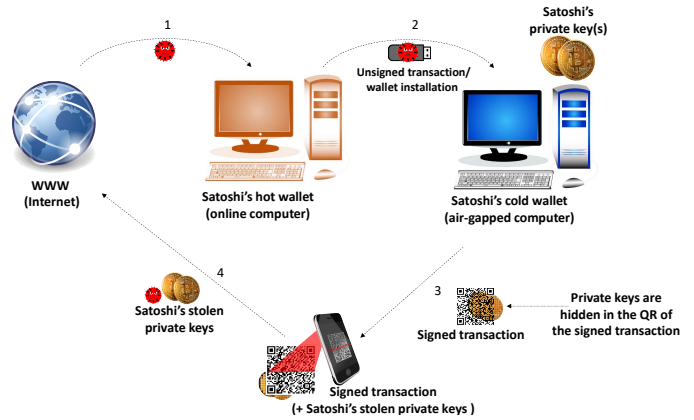 1
2
Satoshi's
private key(s)
Unsigned transaction/
wallet installation
WWW
(Internet)
Satoshi's hot wallet
(online computer)
Satoshi's cold wallet
(air-gapped computer)
4
Satoshi's stolen
private keys
3
Signed transaction
Private keys are
hidden in the QR of
the signed transaction
Signed transaction
(+ Satoshi's stolen private keys )